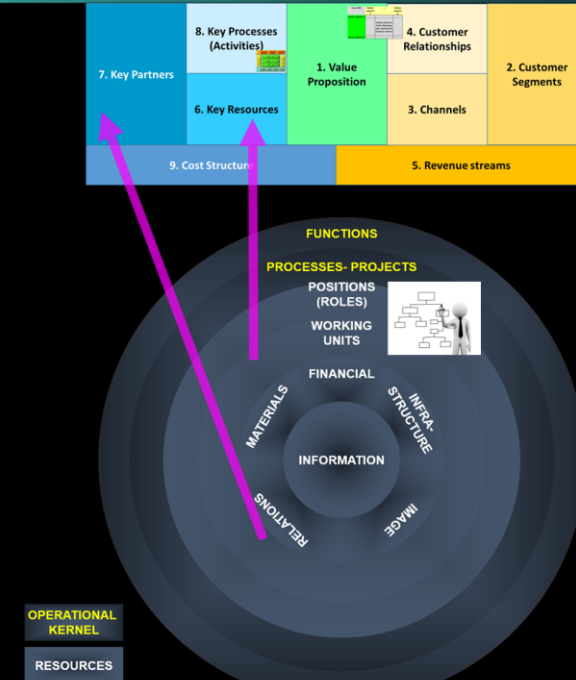 8. Key Processes
(Activities)
4. Customer
Relationships
7. Key Partners
1. Value
Proposition
2. Customer
Segments
6. Key Resources
3. Channels
9. Cost Structure
5. Revenue streams
FUNCTIONS
PROCESSES- PROJECTS
POSITIONS
(ROLES)
WORKING
UNITS
FINANCIAL
MATERIALS
INFRA-
STRUCTURE
INFORMATION
RELATIONS
IMAGE
OPERATIONAL
KERNEL
RESOURCES